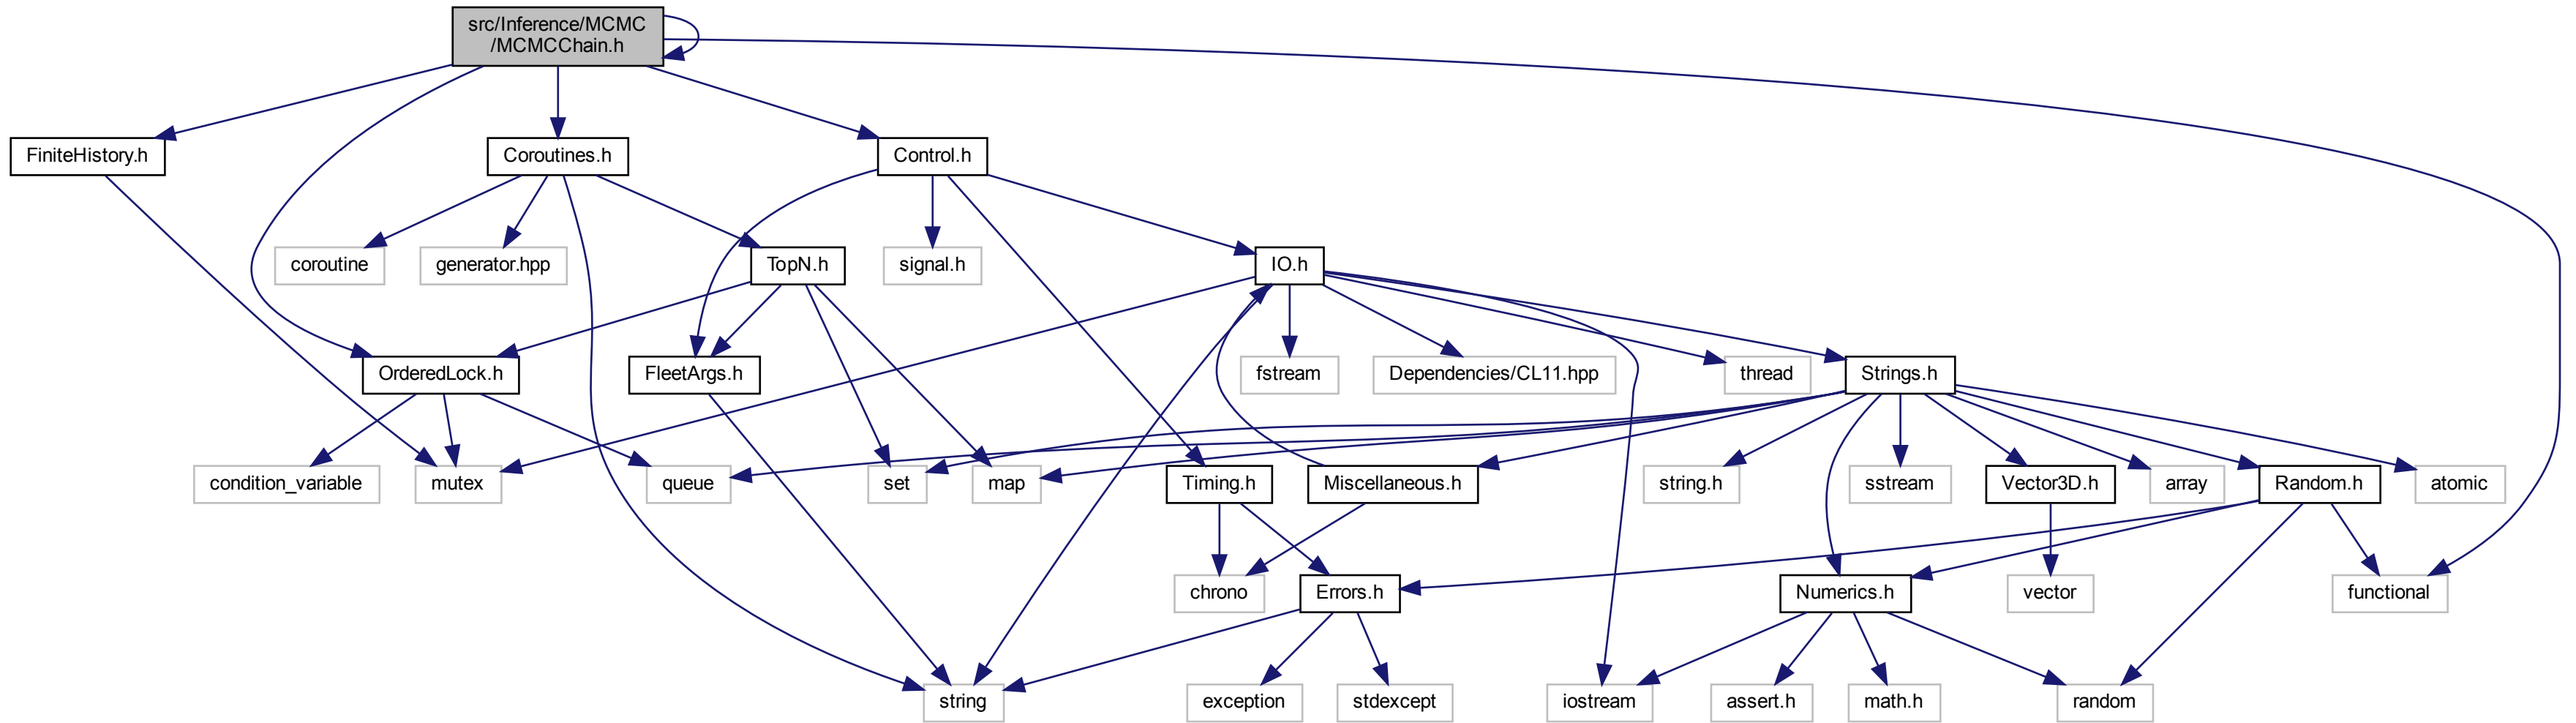 src/Inference/MCMC
/MCMCChain.h
FiniteHistory.h
Coroutines.h
Control.h
coroutine
generator.hpp
TopN.h
signal.h
IO.h
OrderedLock.h
FleetArgs.h
fstream
Dependencies/CL11.hpp
thread
Strings.h
condition_variable
mutex
queue
set
map
Timing.h
Miscellaneous.h
string.h
sstream
Vector3D.h
array
Random.h
atomic
chrono
Errors.h
Numerics.h
vector
functional
string
exception
stdexcept
iostream
assert.h
math.h
random